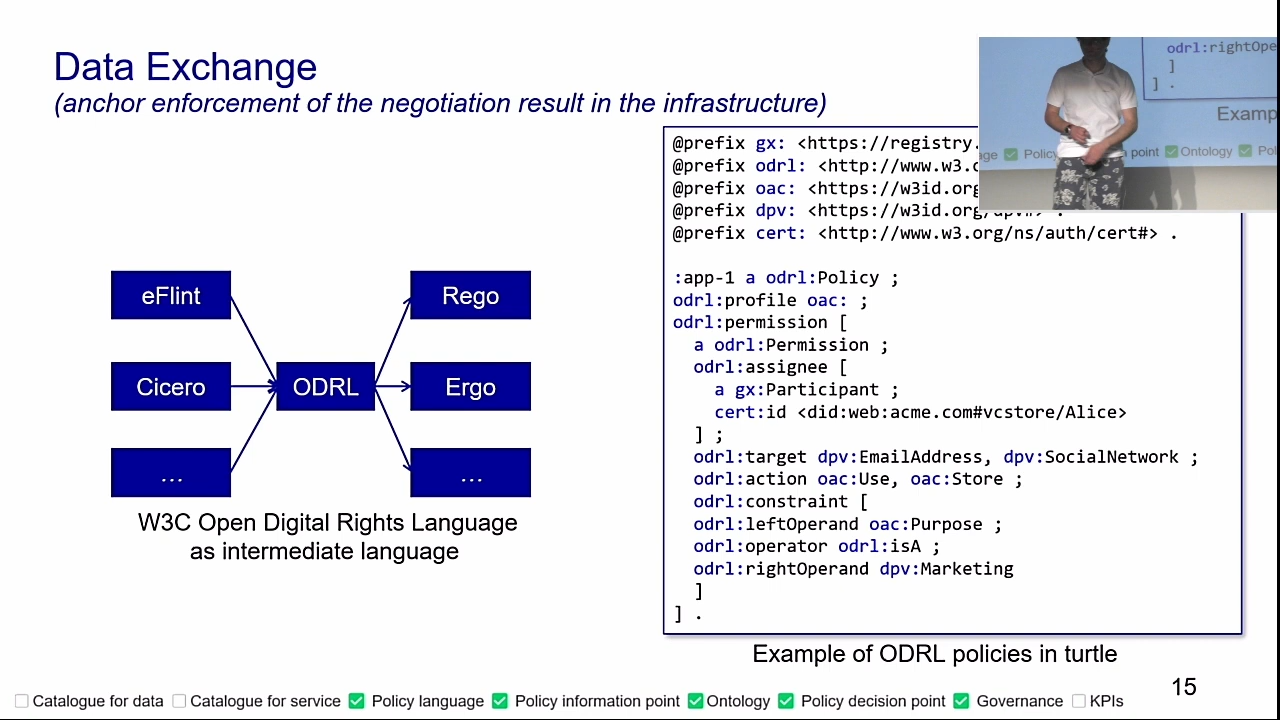 Data Exchange
(anchor enforcement of the negotiation result in the infrastructure)
eFlint
Cicero
...
ODRL
Rego
Ergo
...
W3C Open Digital Rights Language
as intermediate language
@prefix gx: <https://registry.
@prefix odrl: <http://www.w3.
@prefix oac: <https://w3id.org
@prefix dpv: <https://w3id.org/dpv#> .
@prefix cert: <http://www.w3.org/ns/auth/cert#> .
:app-1 a odrl:Policy ;
odrl:profile oac: ;
odrl:permission [
a odrl:Permission ;
odrl:assignee [
a gx:Participant ;
cert:id <did:web:acme.com#vcstore/Alice>
] ;
odrl:target dpv:EmailAddress, dpv:SocialNetwork ;
odrl:action oac:Use, oac:Store ;
odrl:constraint [
odrl:leftOperand oac:Purpose ;
odrl:operator odrl:isA ;
odrl:rightOperand dpv:Marketing
]
] .
Example of ODRL policies in turtle
odrl:rightOpe
]
] .
Examp
age Policy
point Ontology Pol
15
Catalogue for data Catalogue for service Policy language Policy information point Ontology Policy decision point Governance KPIs